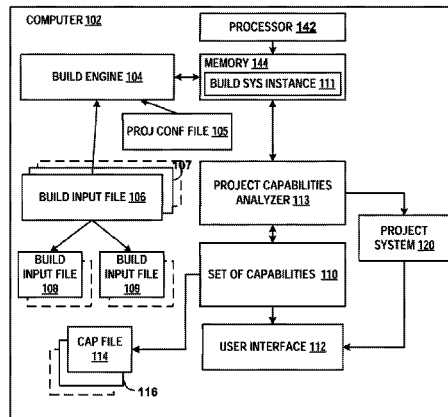 COMPUTER 102
PROCESSOR 142
BUILD ENGINE 104
MEMORY 144
BUILD SYS INSTANCE 111
PROJ CONF FILE 105
107
BUILD INPUT FILE 106
PROJECT CAPABILITIES
ANALYZER 113
PROJECT
SYSTEM 120
BUILD
INPUT FILE
108
BUILD
INPUT FILE
109
SET OF CAPABILITIES 110
CAP FILE
114
116
USER INTERFACE 112